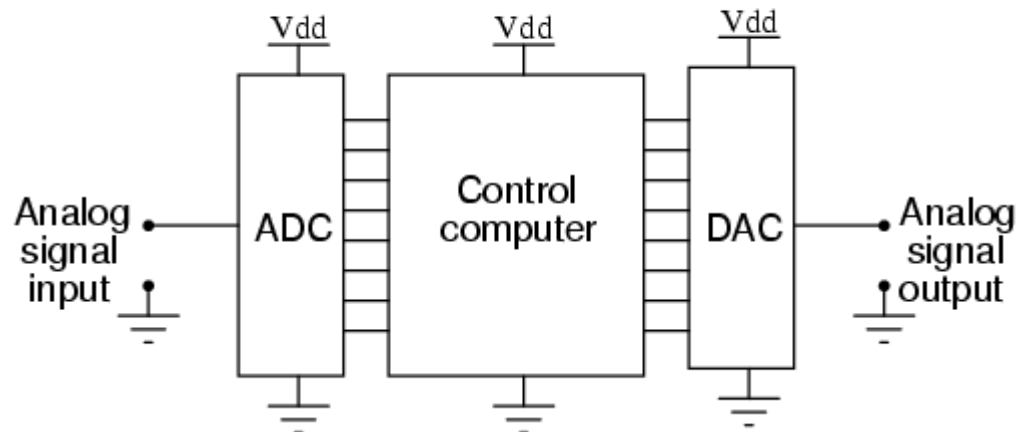 Vdd
Vdd
Vdd
Analog
signal
input
ADC
Control
computer
DAC
Analog
signal
output